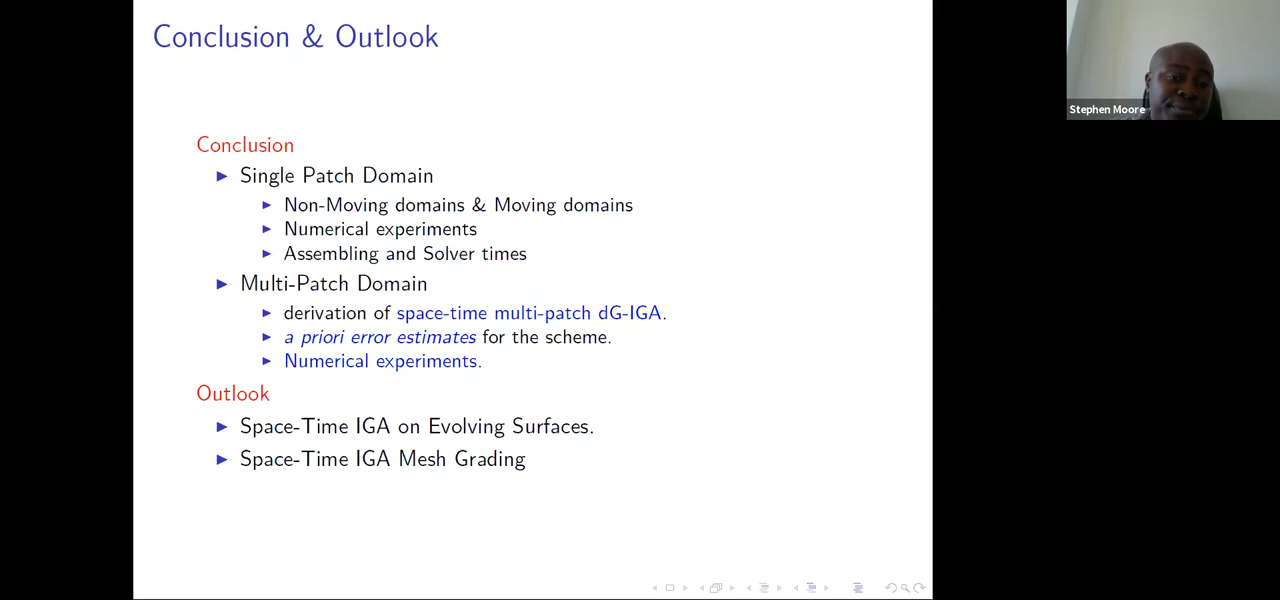 Conclusion & Outlook
Stephen Moore
Conclusion
Single Patch Domain
Non-Moving domains & Moving domains
Numerical experiments
Assembling and Solver times
Multi-Patch Domain
derivation of space-time multi-patch dG-IGA.
a priori error estimates for the scheme.
Numerical experiments.
Outlook
Space-Time IGA on Evolving Surfaces.
Space-Time IGA Mesh Grading